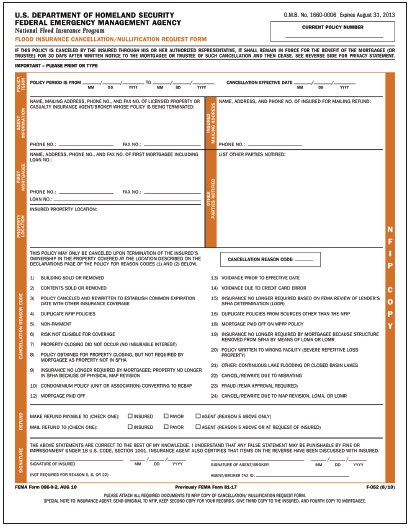 U.S. DEPARTMENT OF HOMELAND SECURITY
FEDERAL EMERGENCY MANAGEMENT AGENCY
National Flood Insurance Program
FLOOD INSURANCE CANCELLATION/NULLIFICATION REQUEST FORM
O.M.B. No. 1660-0006 Expires August 31, 2013
CURRENT POLICY NUMBER
IF THIS POLICY IS CANCELED BY THE INSURED THROUGH HIS OR HER AUTHORIZED REPRESENTATIVE, IT SHALL REMAIN IN FORCE FOR THE BENEFIT OF THE MORTGAGEE (OR
TRUSTEE) FOR 30 DAYS AFTER WRITTEN NOTICE TO THE MORTGAGEE OR TRUSTEE OF SUCH CANCELLATION AND THEN CEASE. SEE REVERSE SIDE FOR PRIVACY STATEMENT.
IMPORTANT – PLEASE PRINT OR TYPE
POLICY TERM
POLICY PERIOD IS FROM ____/____/____ TO ____/____/____
MM DD YYYY MM DD YYYY
CANCELLATION EFFECTIVE DATE ____/____/____
MM DD YYYY
AGENT INFORMATION
NAME, MAILING ADDRESS, PHONE NO., AND FAX NO. OF LICENSED PROPERTY OR
CASUALTY INSURANCE AGENT/BROKER WHOSE POLICY IS BEING TERMINATED:
PHONE NO.: FAX NO.:
INSURED MAILING ADDRESS
NAME, ADDRESS, AND PHONE NO. OF INSURED FOR MAILING REFUND:
PHONE NO.:
FIRST MORTGAGEE
NAME, ADDRESS, PHONE NO., AND FAX NO. OF FIRST MORTGAGEE INCLUDING
LOAN NO.:
PHONE NO.: FAX NO.:
LOAN NO.:
OTHER PARTIES NOTIFIED
LIST OTHER PARTIES NOTIFIED:
PROPERTY LOCATION
INSURED PROPERTY LOCATION:
NFIP COPY
CANCELLATION REASON CODE
THIS POLICY MAY ONLY BE CANCELED UPON TERMINATION OF THE INSURED'S
OWNERSHIP IN THE PROPERTY COVERED AT THE LOCATION DESCRIBED ON THE
DECLARATIONS PAGE OF THE POLICY FOR REASON CODES (1) AND (2) BELOW.
CANCELLATION REASON CODE:
1) BUILDING SOLD OR REMOVED
2) CONTENTS SOLD OR REMOVED
3) POLICY CANCELED AND REWRITTEN TO ESTABLISH COMMON EXPIRATION
DATE WITH OTHER INSURANCE COVERAGE
4) DUPLICATE NFIP POLICIES
5) NON-PAYMENT
6) RISK NOT ELIGIBLE FOR COVERAGE
7) PROPERTY CLOSING DID NOT OCCUR (NO INSURABLE INTEREST)
8) POLICY OBTAINED FOR PROPERTY CLOSING, BUT NOT REQUIRED BY
MORTGAGEE AS PROPERTY NOT IN SFHA
9) INSURANCE NO LONGER REQUIRED BY MORTGAGEE; PROPERTY NO LONGER
IN SFHA BECAUSE OF PHYSICAL MAP REVISION
10) CONDOMINIUM POLICY (UNIT OR ASSOCIATION) CONVERTING TO RCBAP
12) MORTGAGE PAID OFF
13) VOIDANCE PRIOR TO EFFECTIVE DATE
14) VOIDANCE DUE TO CREDIT CARD ERROR
15) INSURANCE NO LONGER REQUIRED BASED ON FEMA REVIEW OF LENDER'S
SFHA DETERMINATION (LODR)
16) DUPLICATE POLICIES FROM SOURCES OTHER THAN THE NFIP
18) MORTGAGE PAID OFF ON MPPP POLICY
19) INSURANCE NO LONGER REQUIRED BY MORTGAGEE BECAUSE STRUCTURE
REMOVED FROM SFHA BY MEANS OF LOMA OR LOMR
20) POLICY WRITTEN TO WRONG FACILITY (SEVERE REPETITIVE LOSS
PROPERTY)
21) OTHER: CONTINUOUS LAKE FLOODING OR CLOSED BASIN LAKES
22) CANCEL/REWRITE DUE TO MISRATING
23) FRAUD (FEMA APPROVAL REQUIRED)
24) CANCEL/REWRITE DUE TO MAP REVISION, LOMA, OR LOMR
REFUND
MAKE REFUND PAYABLE TO (CHECK ONE): INSURED PAYOR AGENT (REASON 5 ABOVE ONLY)
MAIL REFUND TO (CHECK ONE): INSURED PAYOR AGENT (REASON 5 ABOVE OR AT REQUEST OF INSURED)
SIGNATURE
THE ABOVE STATEMENTS ARE CORRECT TO THE BEST OF MY KNOWLEDGE. I UNDERSTAND THAT ANY FALSE STATEMENT MAY BE PUNISHABLE BY FINE OR
IMPRISONMENT UNDER 18 U.S. CODE, SECTION 1001. INSURANCE AGENT ALSO CERTIFIES THAT ITEMS ON THE REVERSE HAVE BEEN DISCUSSED WITH INSURED.
SIGNATURE OF INSURED MM DD YYYY
SIGNATURE OF AGENT/BROKER MM DD YYYY
(NOT REQUIRED FOR REASON 5, 6, OR 22)
AGENT/BROKER TAX ID:
FEMA Form 086-0-2, AUG 10
Previously FEMA Form 81-17
F-052 (8/10)
PLEASE ATTACH ALL REQUIRED DOCUMENTS TO NFIP COPY OF CANCELLATION/NULLIFICATION REQUEST FORM.
SPECIAL NOTE TO INSURANCE AGENT: SEND ORIGINAL TO NFIP, KEEP SECOND COPY FOR YOUR RECORDS, GIVE THIRD COPY TO THE INSURED, AND FOURTH COPY TO MORTGAGEE.